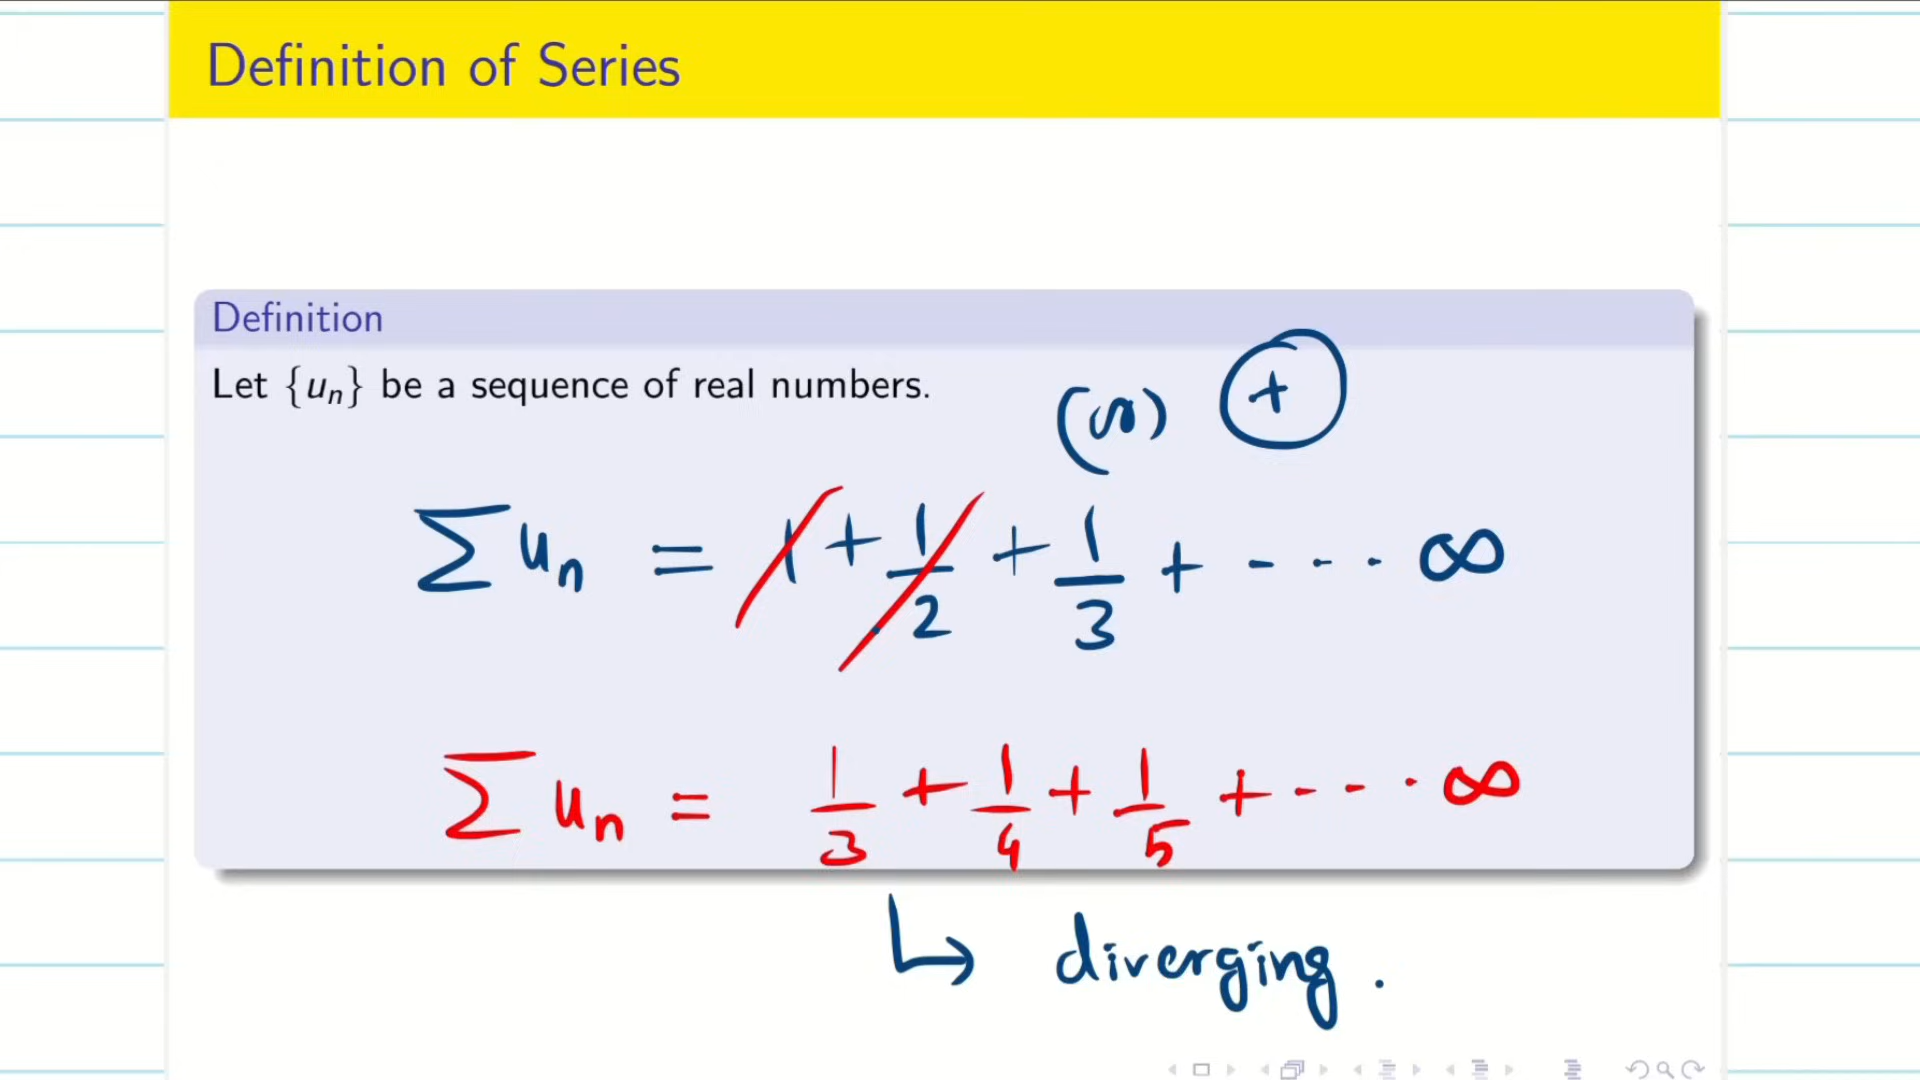 Definition of Series
Definition
Let {uₙ} be a sequence of real numbers.
+
∑ uₙ = 1 + 1/2 + 1/3 + - - - ∞
∑ uₙ = 1/3 + 1/4 + 1/5 + - - - ∞
↳ diverging.